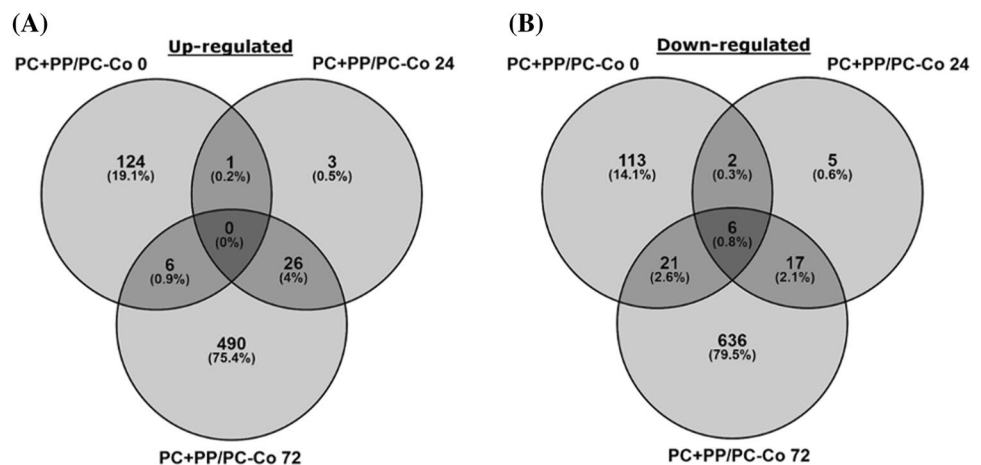 (A)
Up-regulated
PC+PP/PC-Co 0
PC+PP/PC-Co 24
124
(19.1%)
1
(0.2%)
3
(0.5%)
0
(0%)
6
(0.9%)
26
(4%)
490
(75.4%)
PC+PP/PC-Co 72
(B)
Down-regulated
PC+PP/PC-Co 0
PC+PP/PC-Co 24
113
(14.1%)
2
(0.3%)
5
(0.6%)
6
(0.8%)
21
(2.6%)
17
(2.1%)
636
(79.5%)
PC+PP/PC-Co 72